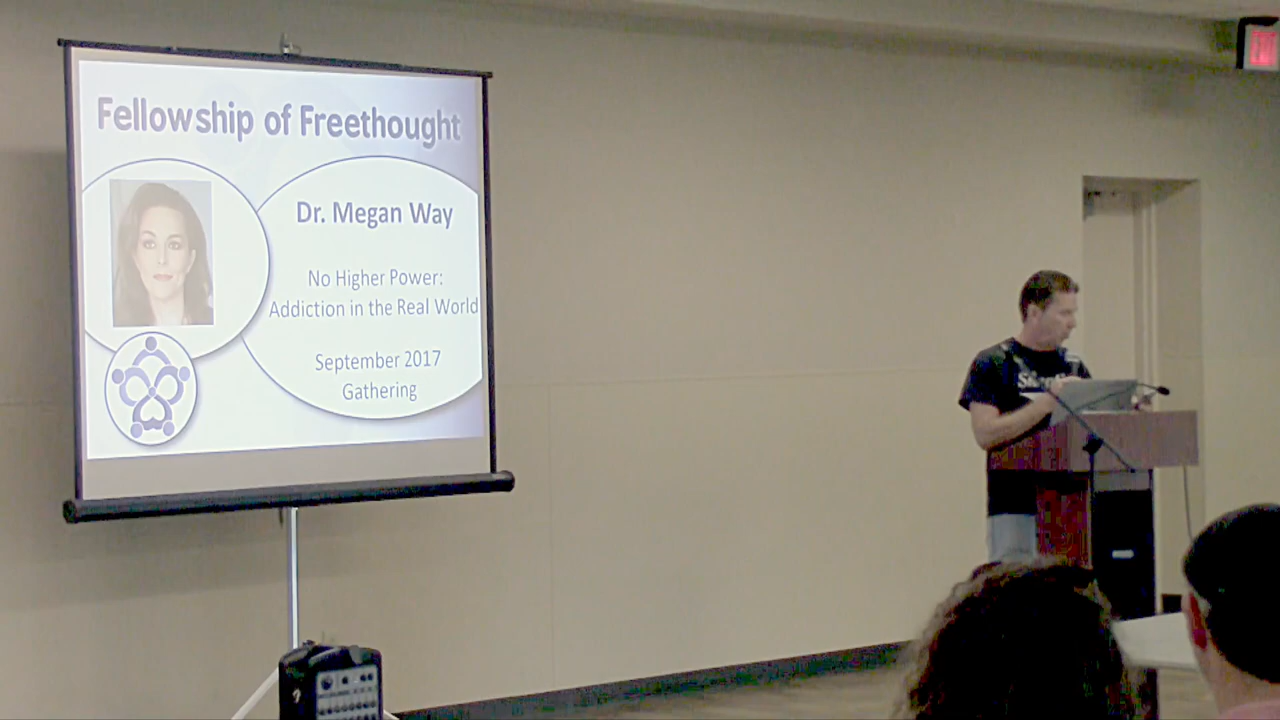 Fellowship of Freethought
Dr. Megan Way
No Higher Power:
Addiction in the Real World
September 2017
Gathering